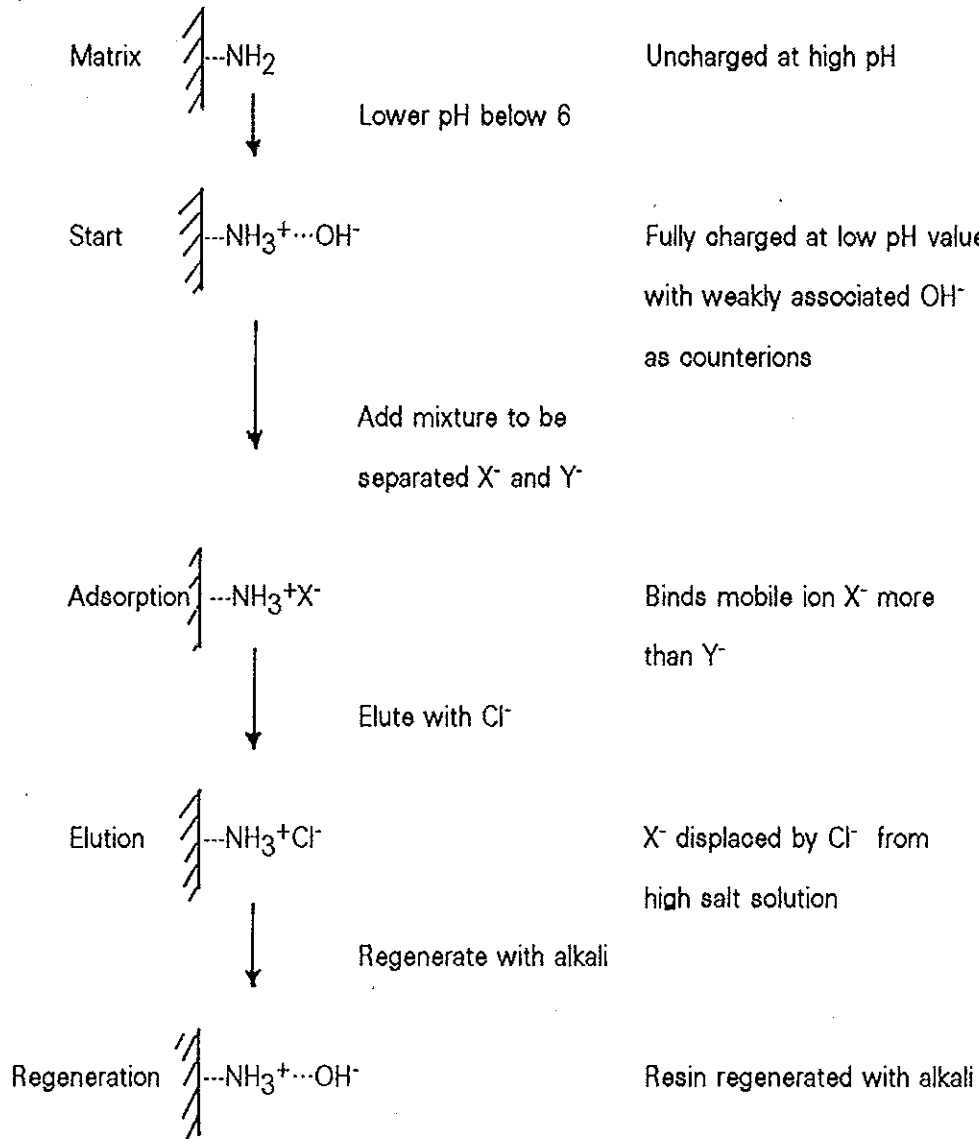 Matrix ---NH2 Uncharged at high pH
Lower pH below 6
Start ---NH3+···OH- Fully charged at low pH value
with weakly associated OH-
as counterions
Add mixture to be
separated X- and Y-
Adsorption ---NH3+X- Binds mobile ion X- more
than Y-
Elute with Cl-
Elution ---NH3+Cl- X- displaced by Cl- from
high salt solution
Regenerate with alkali
Regeneration ---NH3+···OH- Resin regenerated with alkali